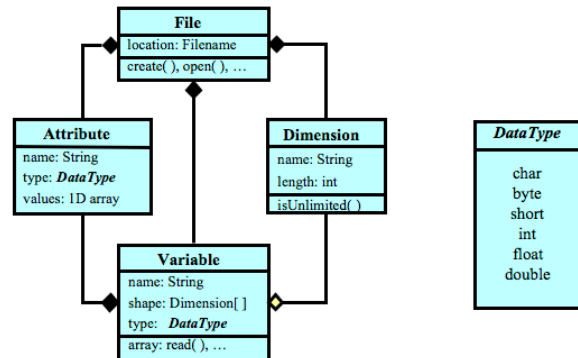 File
location: Filename
create( ), open( ), …
Attribute
name: String
type: DataType
values: 1D array
Dimension
name: String
length: int
isUnlimited( )
Variable
name: String
shape: Dimension[ ]
type: DataType
array: read( ), …
DataType
char
byte
short
int
float
double